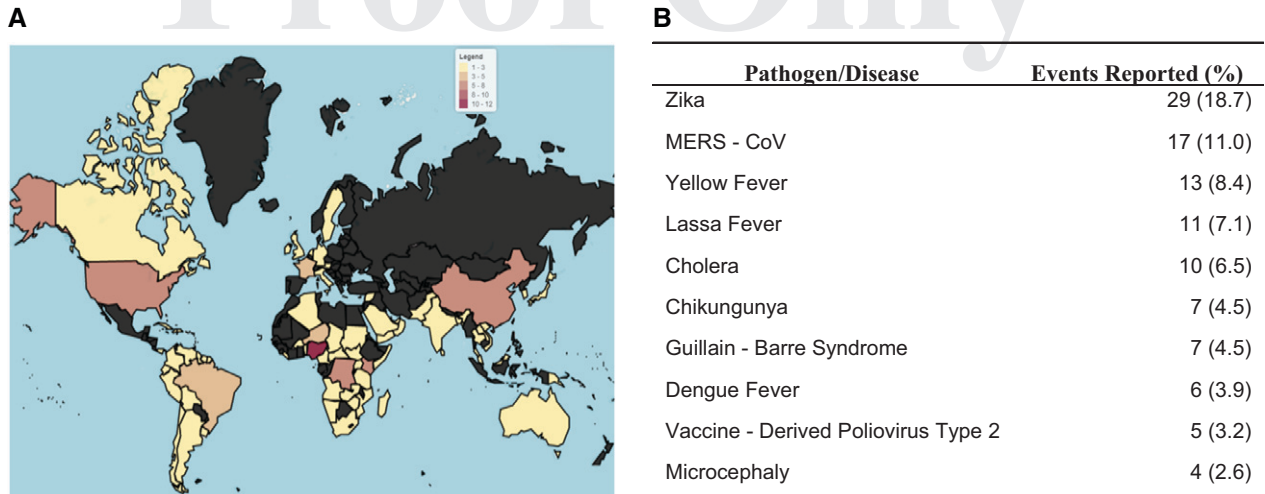 Proof Only
A
B
Legend
1 - 3
3 - 5
5 - 8
8 - 10
10 - 12
Pathogen/Disease Events Reported (%)
Zika 29 (18.7)
MERS - CoV 17 (11.0)
Yellow Fever 13 (8.4)
Lassa Fever 11 (7.1)
Cholera 10 (6.5)
Chikungunya 7 (4.5)
Guillain - Barre Syndrome 7 (4.5)
Dengue Fever 6 (3.9)
Vaccine - Derived Poliovirus Type 2 5 (3.2)
Microcephaly 4 (2.6)